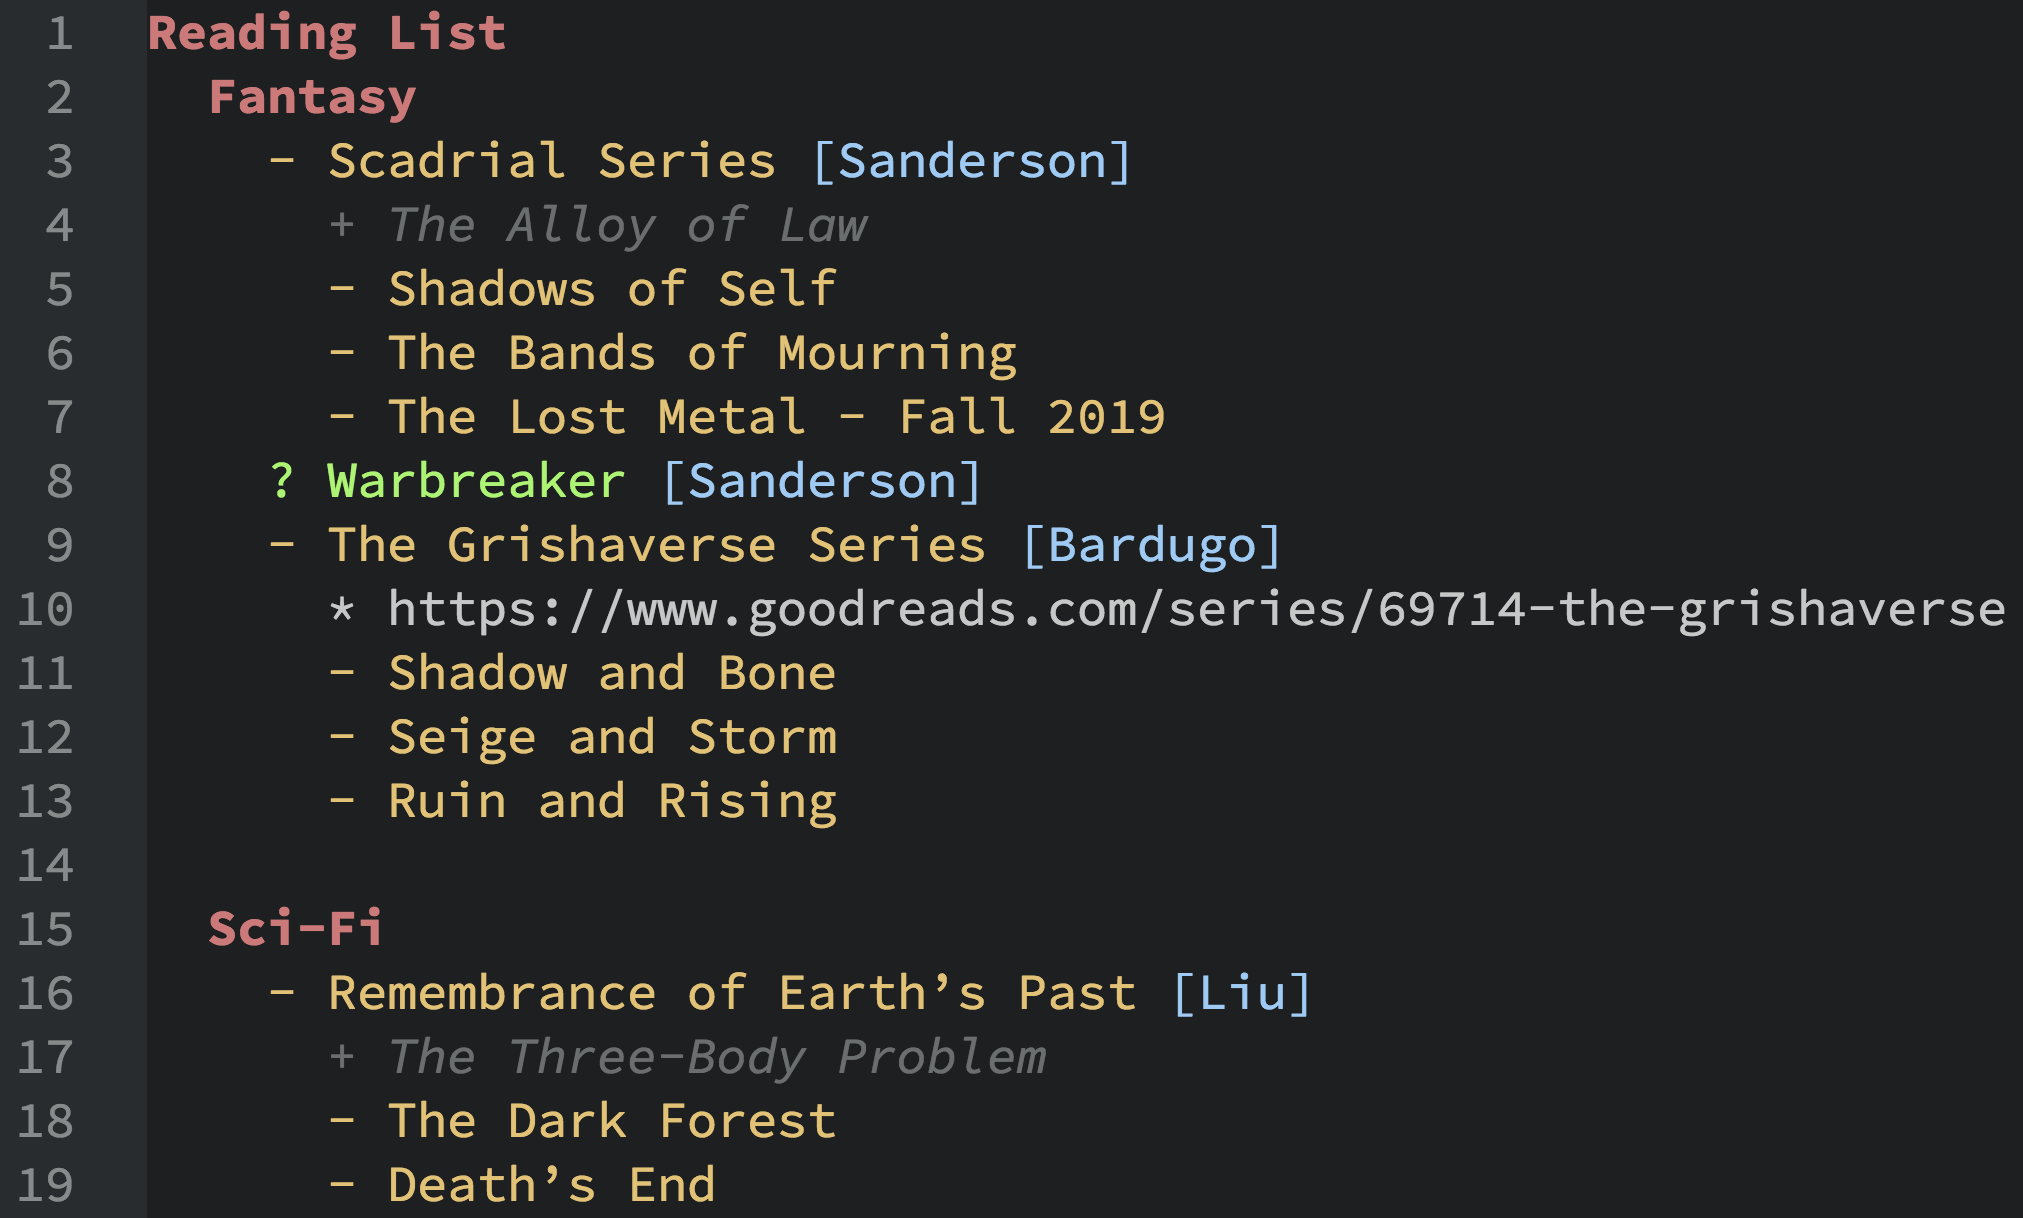 1 Reading List
2 Fantasy
3 - Scadrial Series [Sanderson]
4 + The Alloy of Law
5 - Shadows of Self
6 - The Bands of Mourning
7 - The Lost Metal - Fall 2019
8 ? Warbreaker [Sanderson]
9 - The Grishaverse Series [Bardugo]
10 * https://www.goodreads.com/series/69714-the-grishaverse
11 - Shadow and Bone
12 - Seige and Storm
13 - Ruin and Rising
14
15 Sci-Fi
16 - Remembrance of Earth’s Past [Liu]
17 + The Three-Body Problem
18 - The Dark Forest
19 - Death’s End